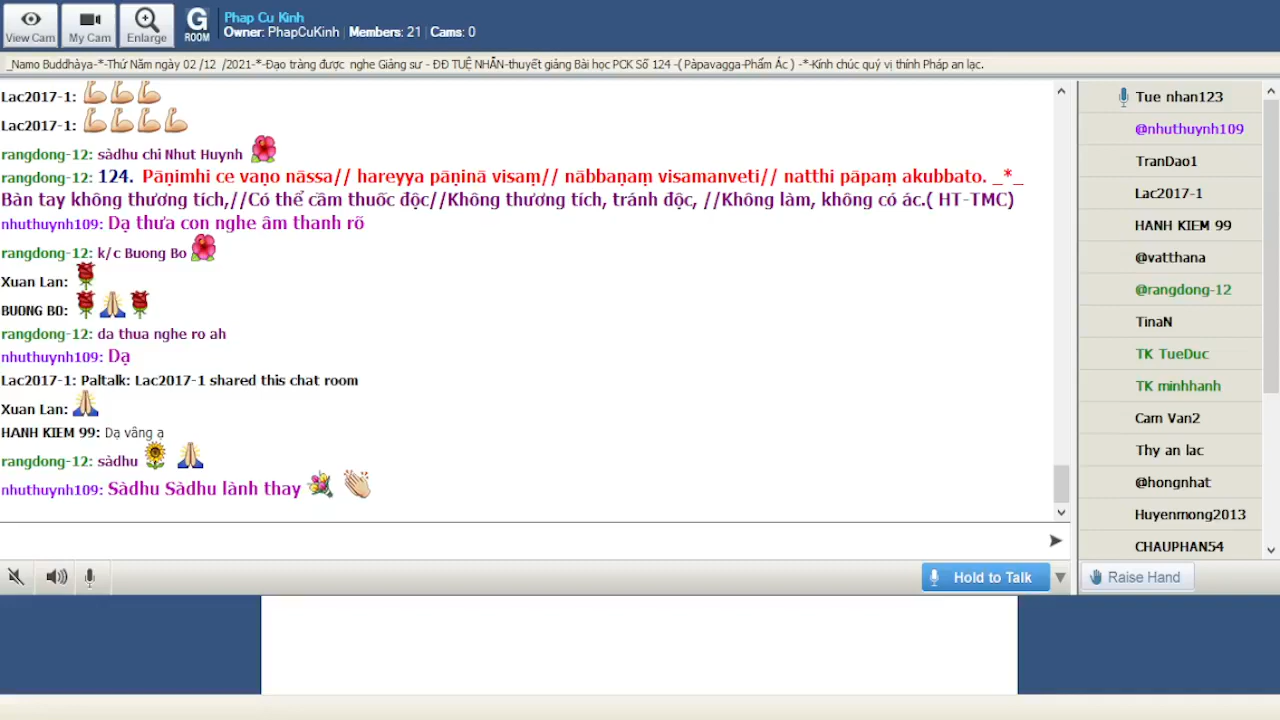 View Cam
My Cam
Enlarge
G
ROOM
Phap Cu Kinh
Owner: PhapCuKinh | Members: 21 | Cams: 0
_Namo Buddhàya-*-Thứ Năm ngày 02 /12 /2021-*-Đạo tràng được nghe Giảng sư - ĐĐ TUỆ NHẪN-thuyết giảng Bài học PCK Số 124 -( Pàpavagga-Phẩm Ác ) -*-Kính chúc quý vị thính Pháp an lạc.
Lac2017-1:
Lac2017-1:
rangdong-12: sàdhu chi Nhut Huynh
rangdong-12: 124. Pāṇimhi ce vaṇo nāssa// hareyya pāṇinā visaṃ// nābbaṇaṃ visamanveti// natthi pāpaṃ akubbato. _*_
Bàn tay không thương tích,//Có thể cầm thuốc độc//Không thương tích, tránh độc, //Không làm, không có ác.( HT-TMC)
nhuthuynh109: Dạ thưa con nghe âm thanh rõ
rangdong-12: k/c Buong Bo
Xuan Lan:
BUONG BO:
rangdong-12: da thua nghe ro ah
nhuthuynh109: Dạ
Lac2017-1: Paltalk: Lac2017-1 shared this chat room
Xuan Lan:
HANH KIEM 99: Dạ vâng ạ
rangdong-12: sàdhu
nhuthuynh109: Sàdhu Sàdhu lành thay
Hold to Talk
Tue nhan123
@nhuthuynh109
TranDao1
Lac2017-1
HANH KIEM 99
@vatthana
@rangdong-12
TinaN
TK TueDuc
TK minhhanh
Cam Van2
Thy an lac
@hongnhat
Huyenmong2013
CHAUPHAN54
Raise Hand